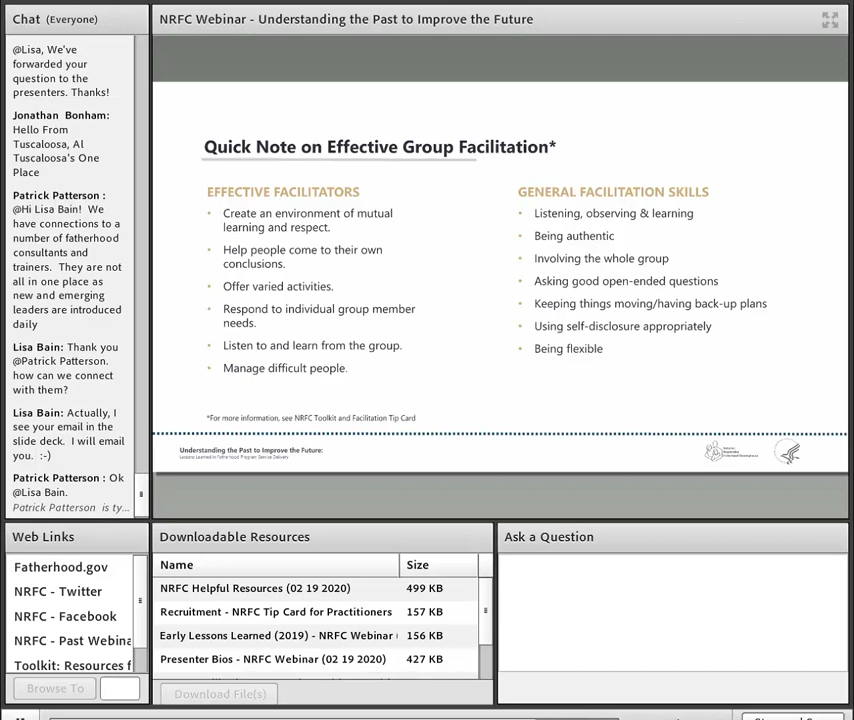 Chat (Everyone)
@Lisa, We've
forwarded your
question to the
presenters. Thanks!
Jonathan Bonham:
Hello From
Tuscaloosa, Al
Tuscaloosa's One
Place
Patrick Patterson :
@Hi Lisa Bain! We
have connections to a
number of fatherhood
consultants and
trainers. They are not
all in one place as
new and emerging
leaders are introduced
daily
Lisa Bain: Thank you
@Patrick Patterson.
how can we connect
with them?
Lisa Bain: Actually, I
see your email in the
slide deck. I will email
you. :-)
Patrick Patterson : Ok
@Lisa Bain.
Patrick Patterson is ty...
NRFC Webinar - Understanding the Past to Improve the Future
Quick Note on Effective Group Facilitation*
EFFECTIVE FACILITATORS
• Create an environment of mutual
learning and respect.
• Help people come to their own
conclusions.
• Offer varied activities.
• Respond to individual group member
needs.
• Listen to and learn from the group.
• Manage difficult people.
GENERAL FACILITATION SKILLS
• Listening, observing & learning
• Being authentic
• Involving the whole group
• Asking good open-ended questions
• Keeping things moving/having back-up plans
• Using self-disclosure appropriately
• Being flexible
*For more information, see NRFC Toolkit and Facilitation Tip Card
Understanding the Past to Improve the Future:
Lessons Learned in Fatherhood Program Service Delivery
Web Links
Fatherhood.gov
NRFC - Twitter
NRFC - Facebook
NRFC - Past Webina
Toolkit: Resources f
Browse To
Downloadable Resources
Name Size
NRFC Helpful Resources (02 19 2020) 499 KB
Recruitment - NRFC Tip Card for Practitioners 157 KB
Early Lessons Learned (2019) - NRFC Webinar 156 KB
Presenter Bios - NRFC Webinar (02 19 2020) 427 KB
Download File(s)
Ask a Question